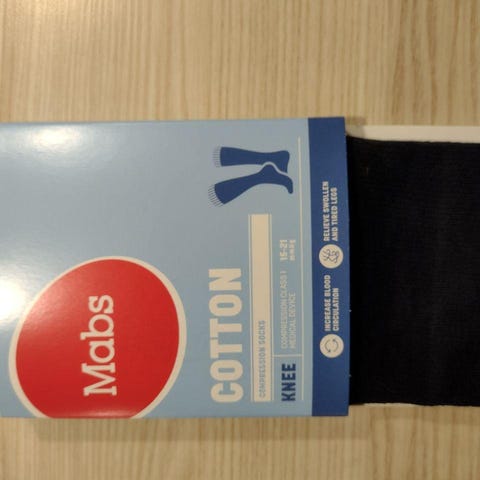 Mabs
COTTON
COMPRESSION SOCKS
KNEE
COMPRESSION CLASS I
MEDICAL DEVICE
15-21
mmHg
INCREASE BLOOD
CIRCULATION
RELIEVE SWOLLEN
AND TIRED LEGS